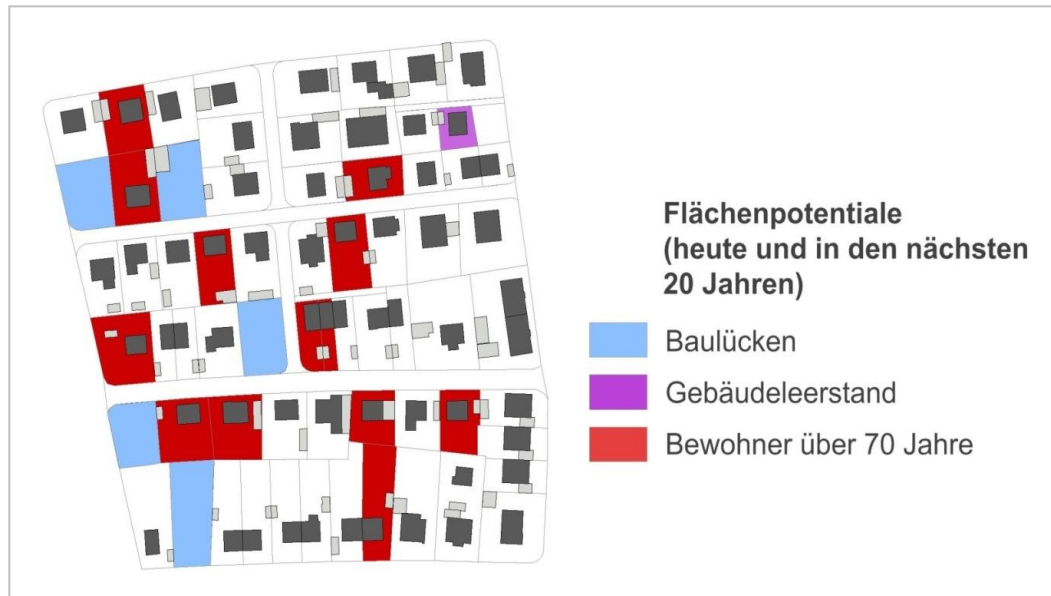 Flächenpotentiale
(heute und in den nächsten
20 Jahren)
Baulücken
Gebäudeleerstand
Bewohner über 70 Jahre